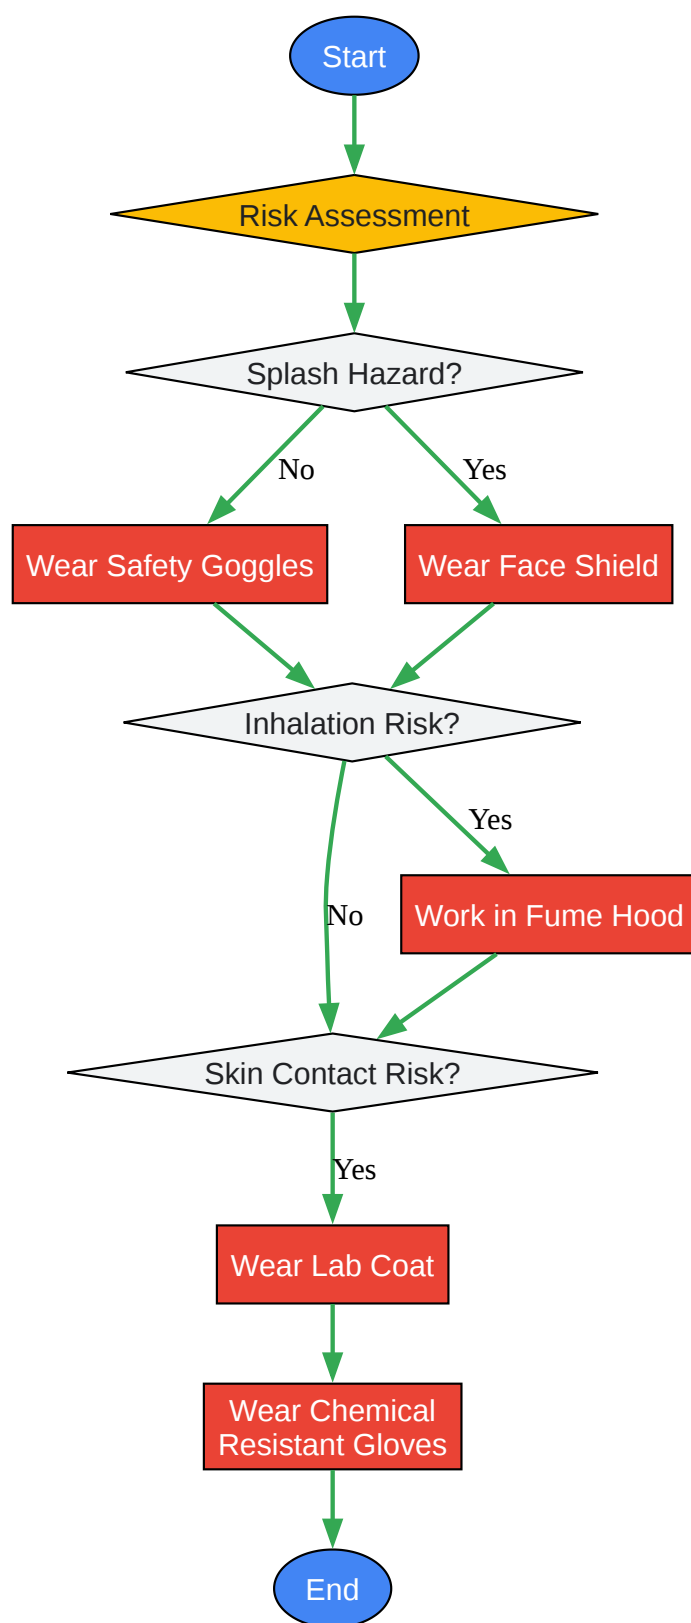 Start
Risk Assessment
Splash Hazard?
No
Yes
Wear Safety Goggles
Wear Face Shield
Inhalation Risk?
Yes
No
Work in Fume Hood
Skin Contact Risk?
Yes
Wear Lab Coat
Wear Chemical
Resistant Gloves
End